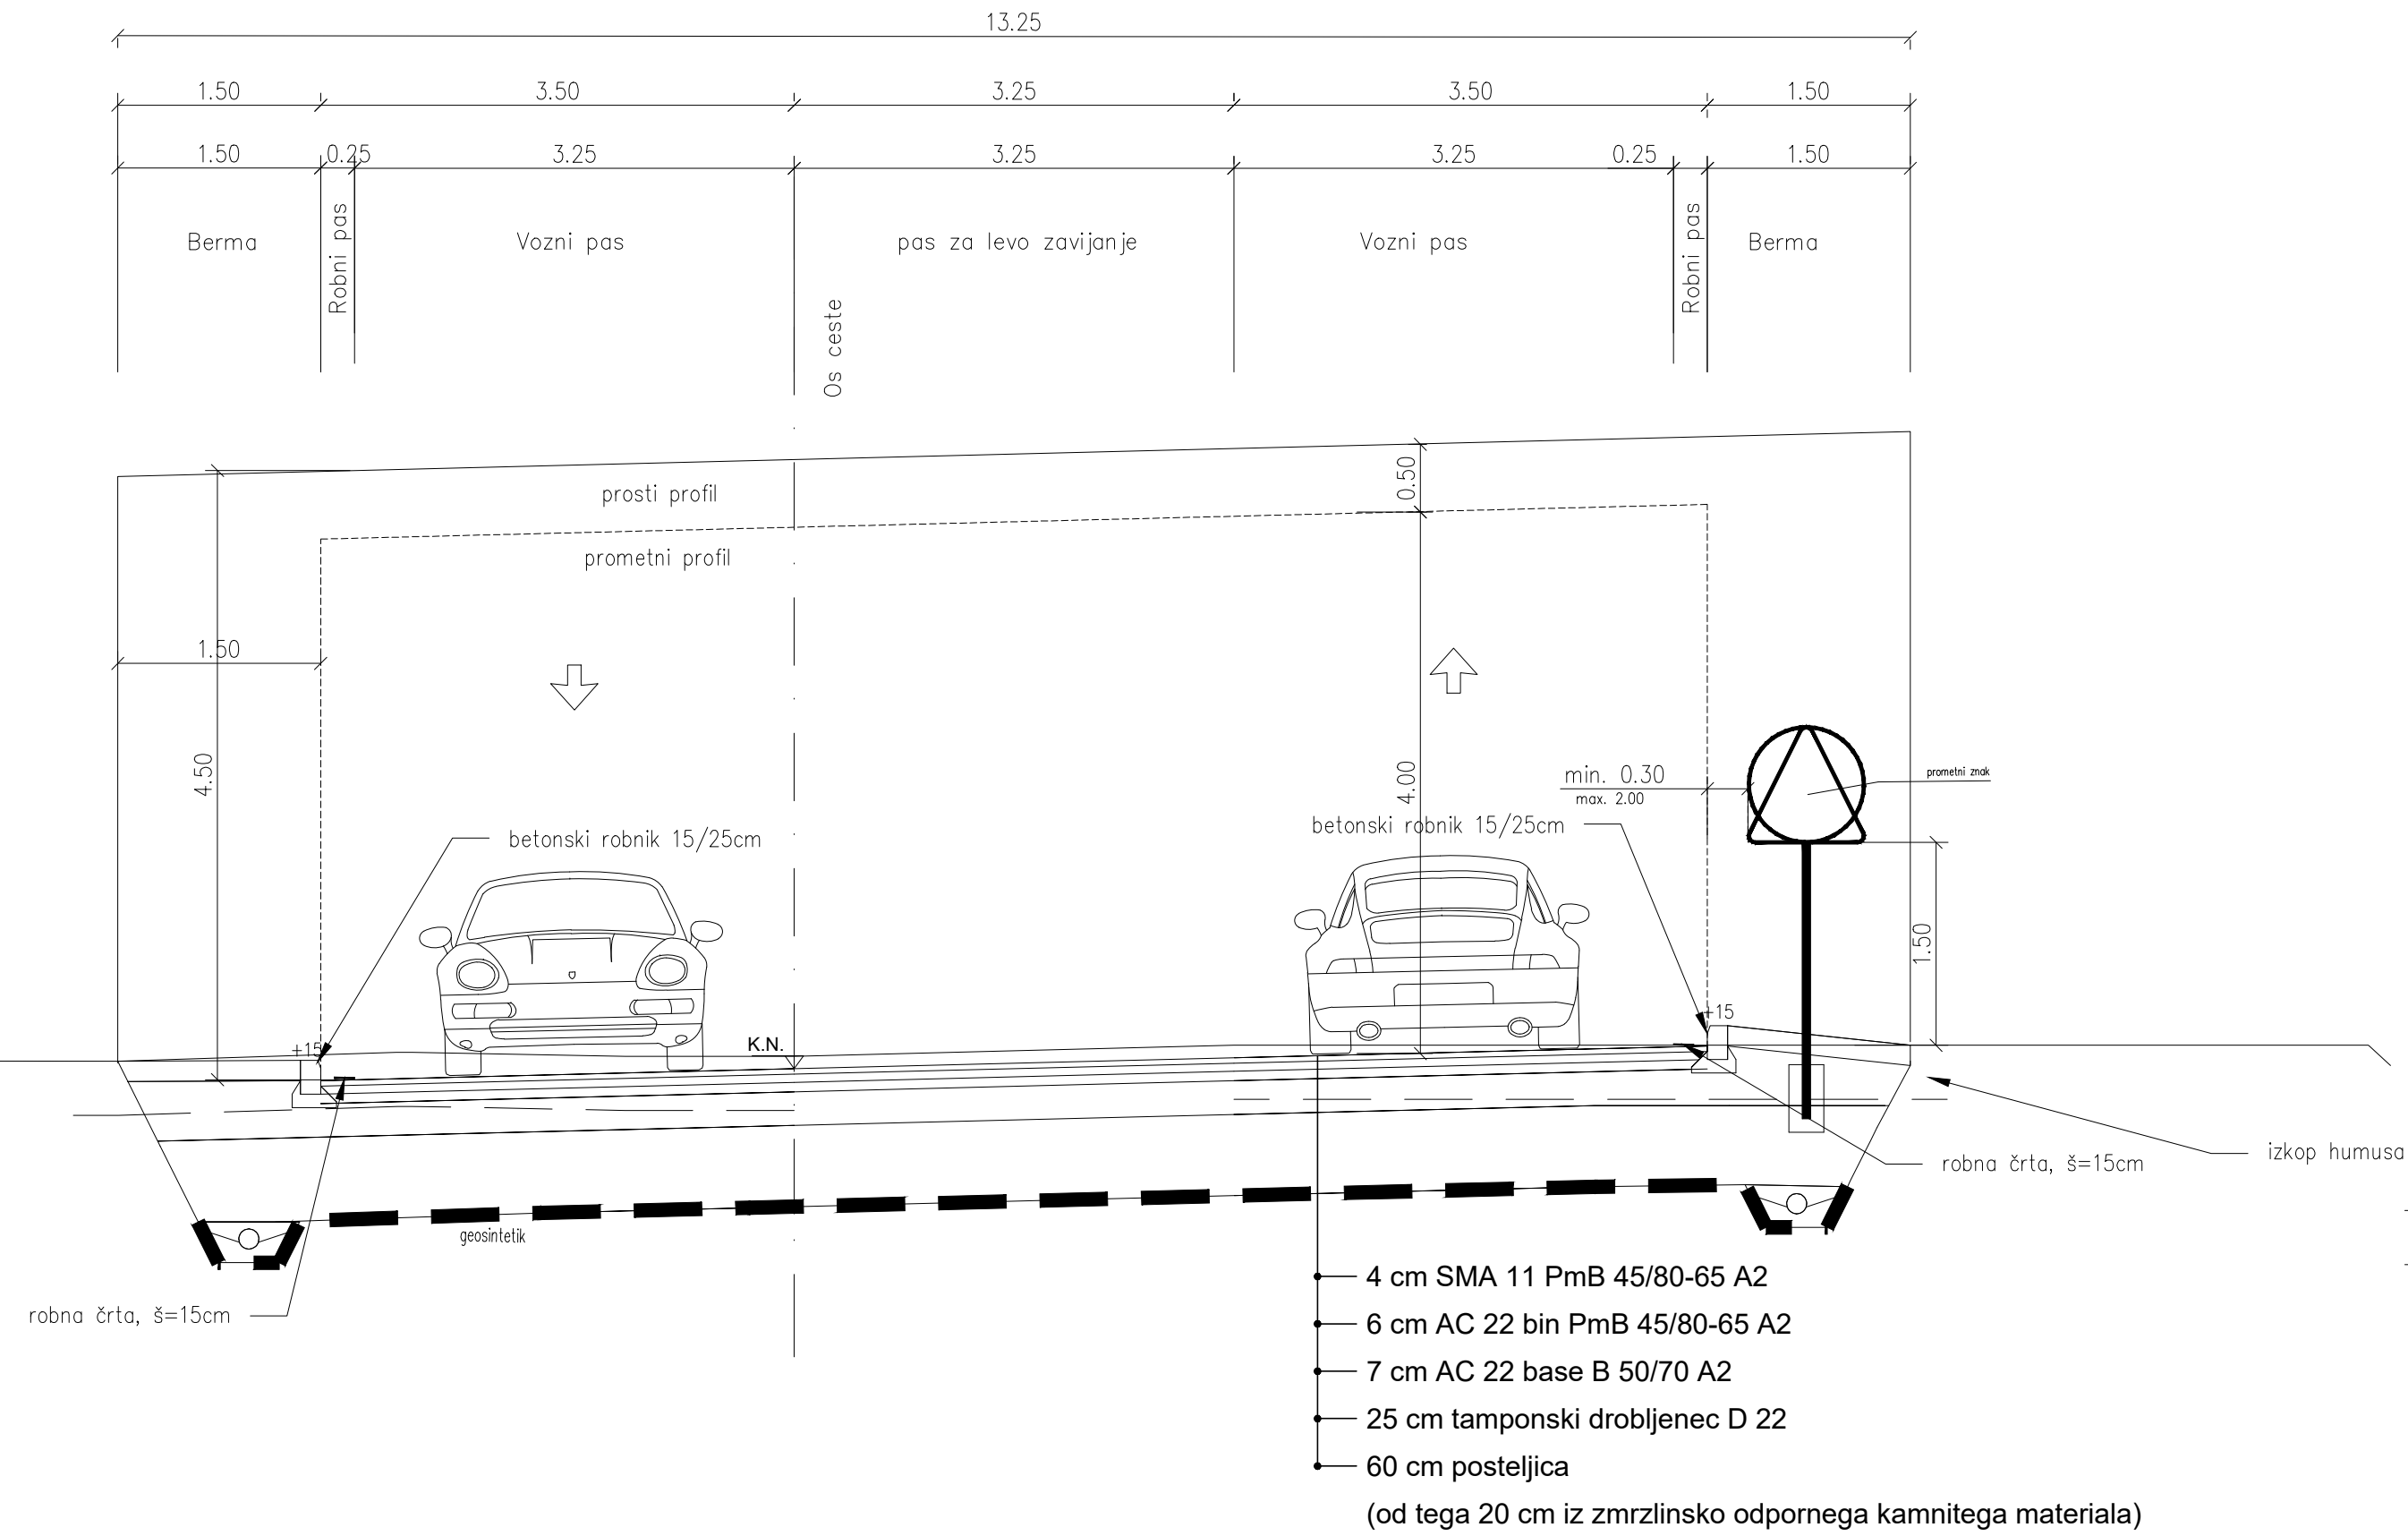 13.25
1.50 3.50 3.25 3.50 1.50
1.50 0.25 3.25 3.25 3.25 0.25 1.50
Berma
Robni pas
Vozni pas
pas za levo zavijanje
Vozni pas
Robni pas
Berma
Os ceste
prosti profil
0.50
prometni profil
1.50
4.50
4.00
min. 0.30
max. 2.00
prometni znak
betonski robnik 15/25cm
betonski robnik 15/25cm
1.50
+15
+15
K.N.
izkop humusa
robna črta, š=15cm
geosintetik
robna črta, š=15cm
4 cm SMA 11 PmB 45/80-65 A2
6 cm AC 22 bin PmB 45/80-65 A2
7 cm AC 22 base B 50/70 A2
25 cm tamponski drobljenec D 22
60 cm posteljica
(od tega 20 cm iz zmrzlinsko odpornega kamnitega materiala)